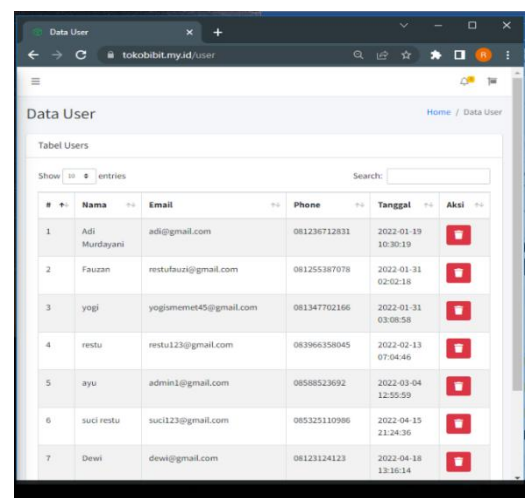 Data User
tokobibit.my.id/user
R
Data User
Home / Data User
Tabel Users
Show 10 entries
Search:
# Nama Email Phone Tanggal Aksi
1 Adi Murdayani adi@gmail.com 081236712831 2022-01-19 10:30:19
2 Fauzan restufauzi@gmail.com 081255387078 2022-01-31 02:02:18
3 yogi yogismemet45@gmail.com 081347702166 2022-01-31 03:08:58
4 restu restu123@gmail.com 083966358045 2022-02-13 07:04:46
5 ayu admin1@gmail.com 08588523692 2022-03-04 12:55:59
6 suci restu suci123@gmail.com 085325110986 2022-04-15 21:24:36
7 Dewi dewi@gmail.com 08123124123 2022-04-18 13:16:14